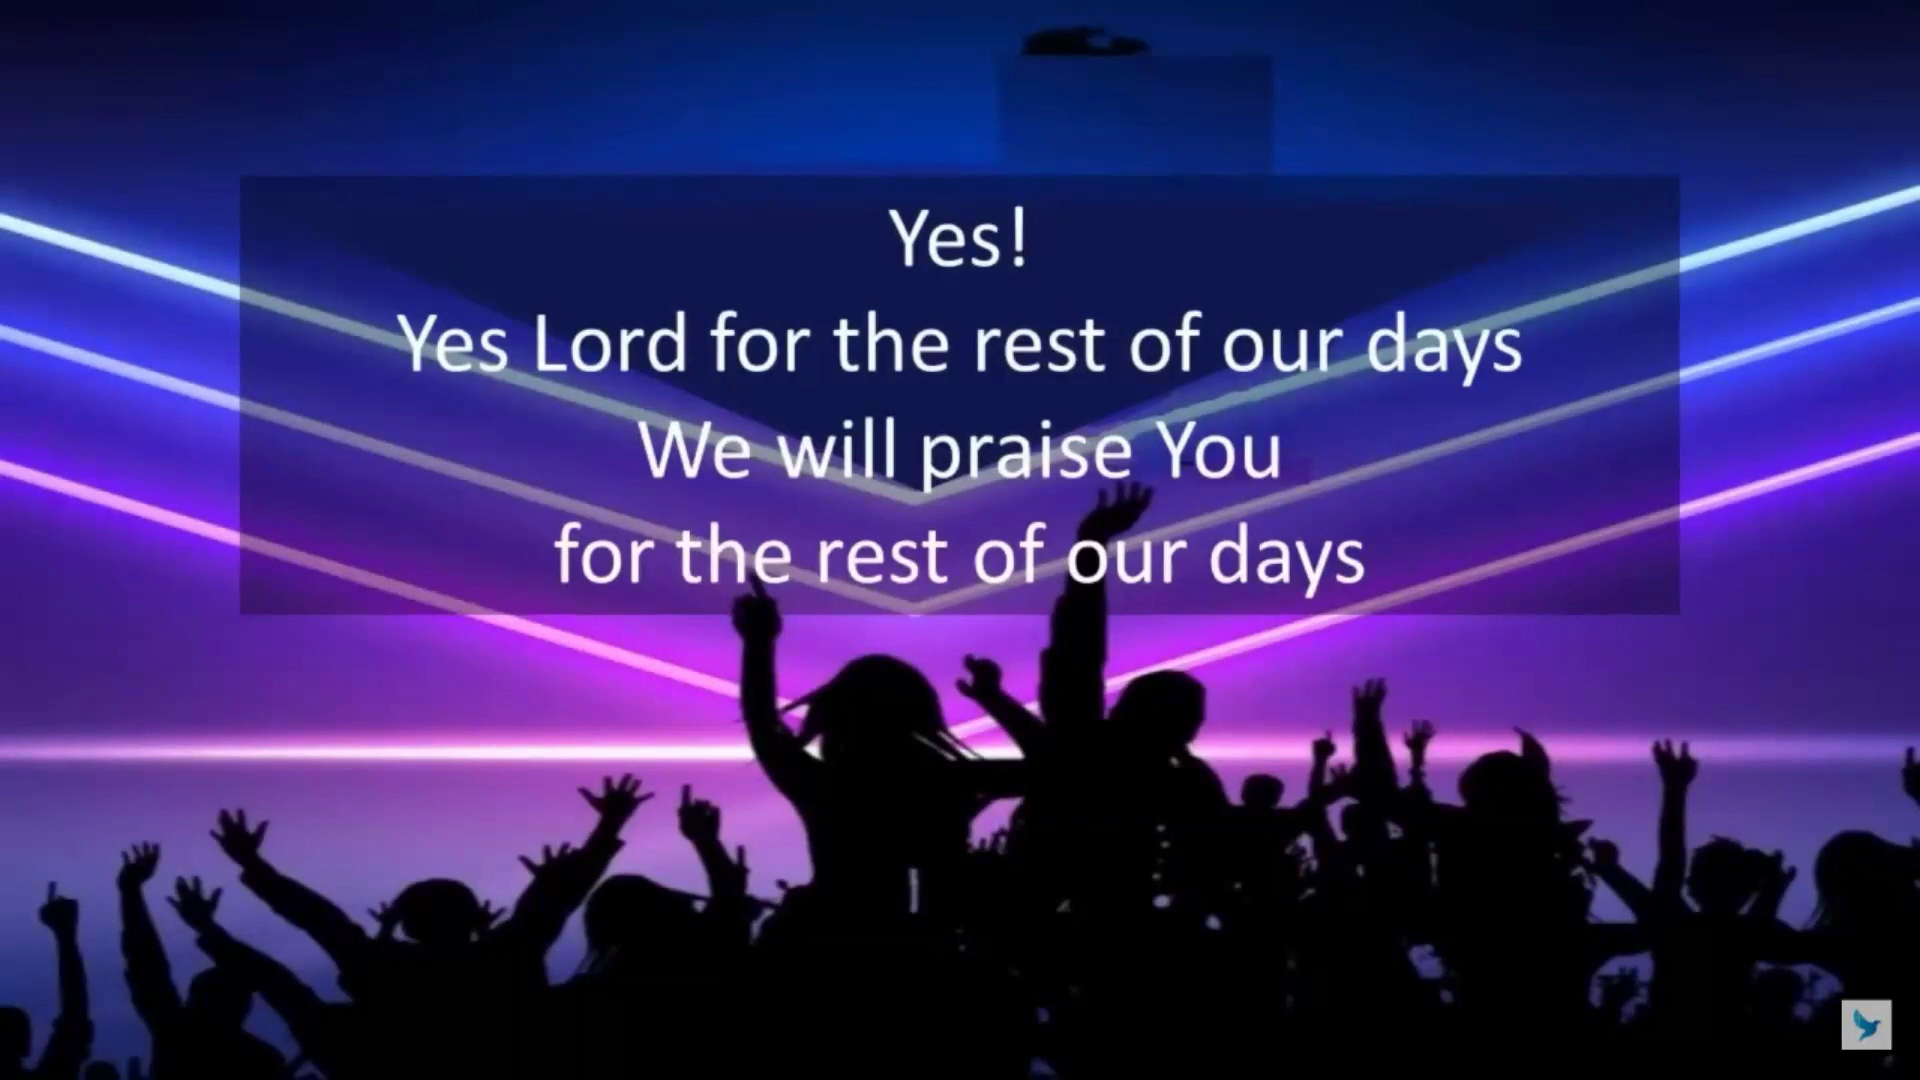 Yes!
Yes Lord for the rest of our days
We will praise You
for the rest of our days